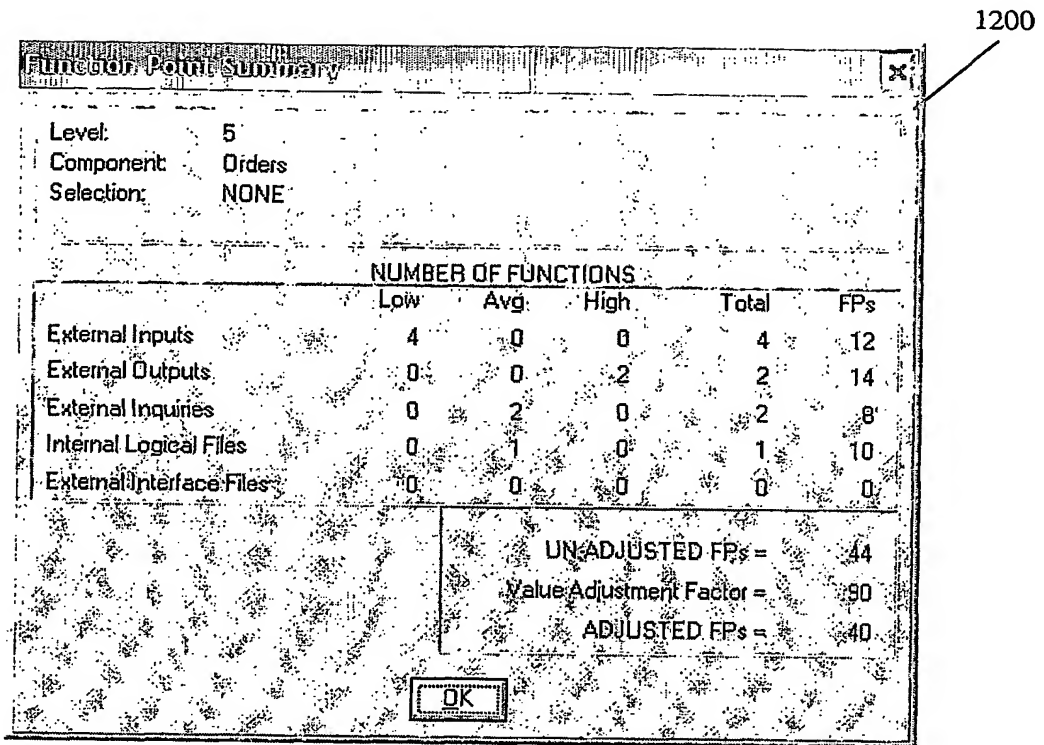 1200
Function Point Summary
Level: 5
Component: Orders
Selection: NONE
NUMBER OF FUNCTIONS
Low Avg High Total FPs
External Inputs 4 0 0 4 12
External Outputs 0 0 2 2 14
External Inquiries 0 2 0 2 8
Internal Logical Files 0 1 0 1 10
External Interface Files 0 0 0 0 0
UN-ADJUSTED FPs = 44
Value Adjustment Factor = 90
ADJUSTED FPs = 40
OK